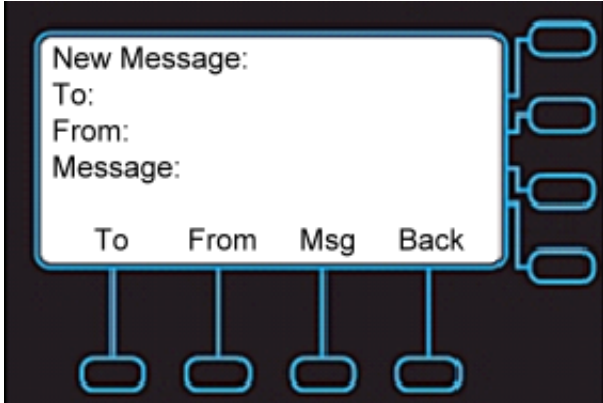 New Message:
To:
From:
Message:
To From Msg Back